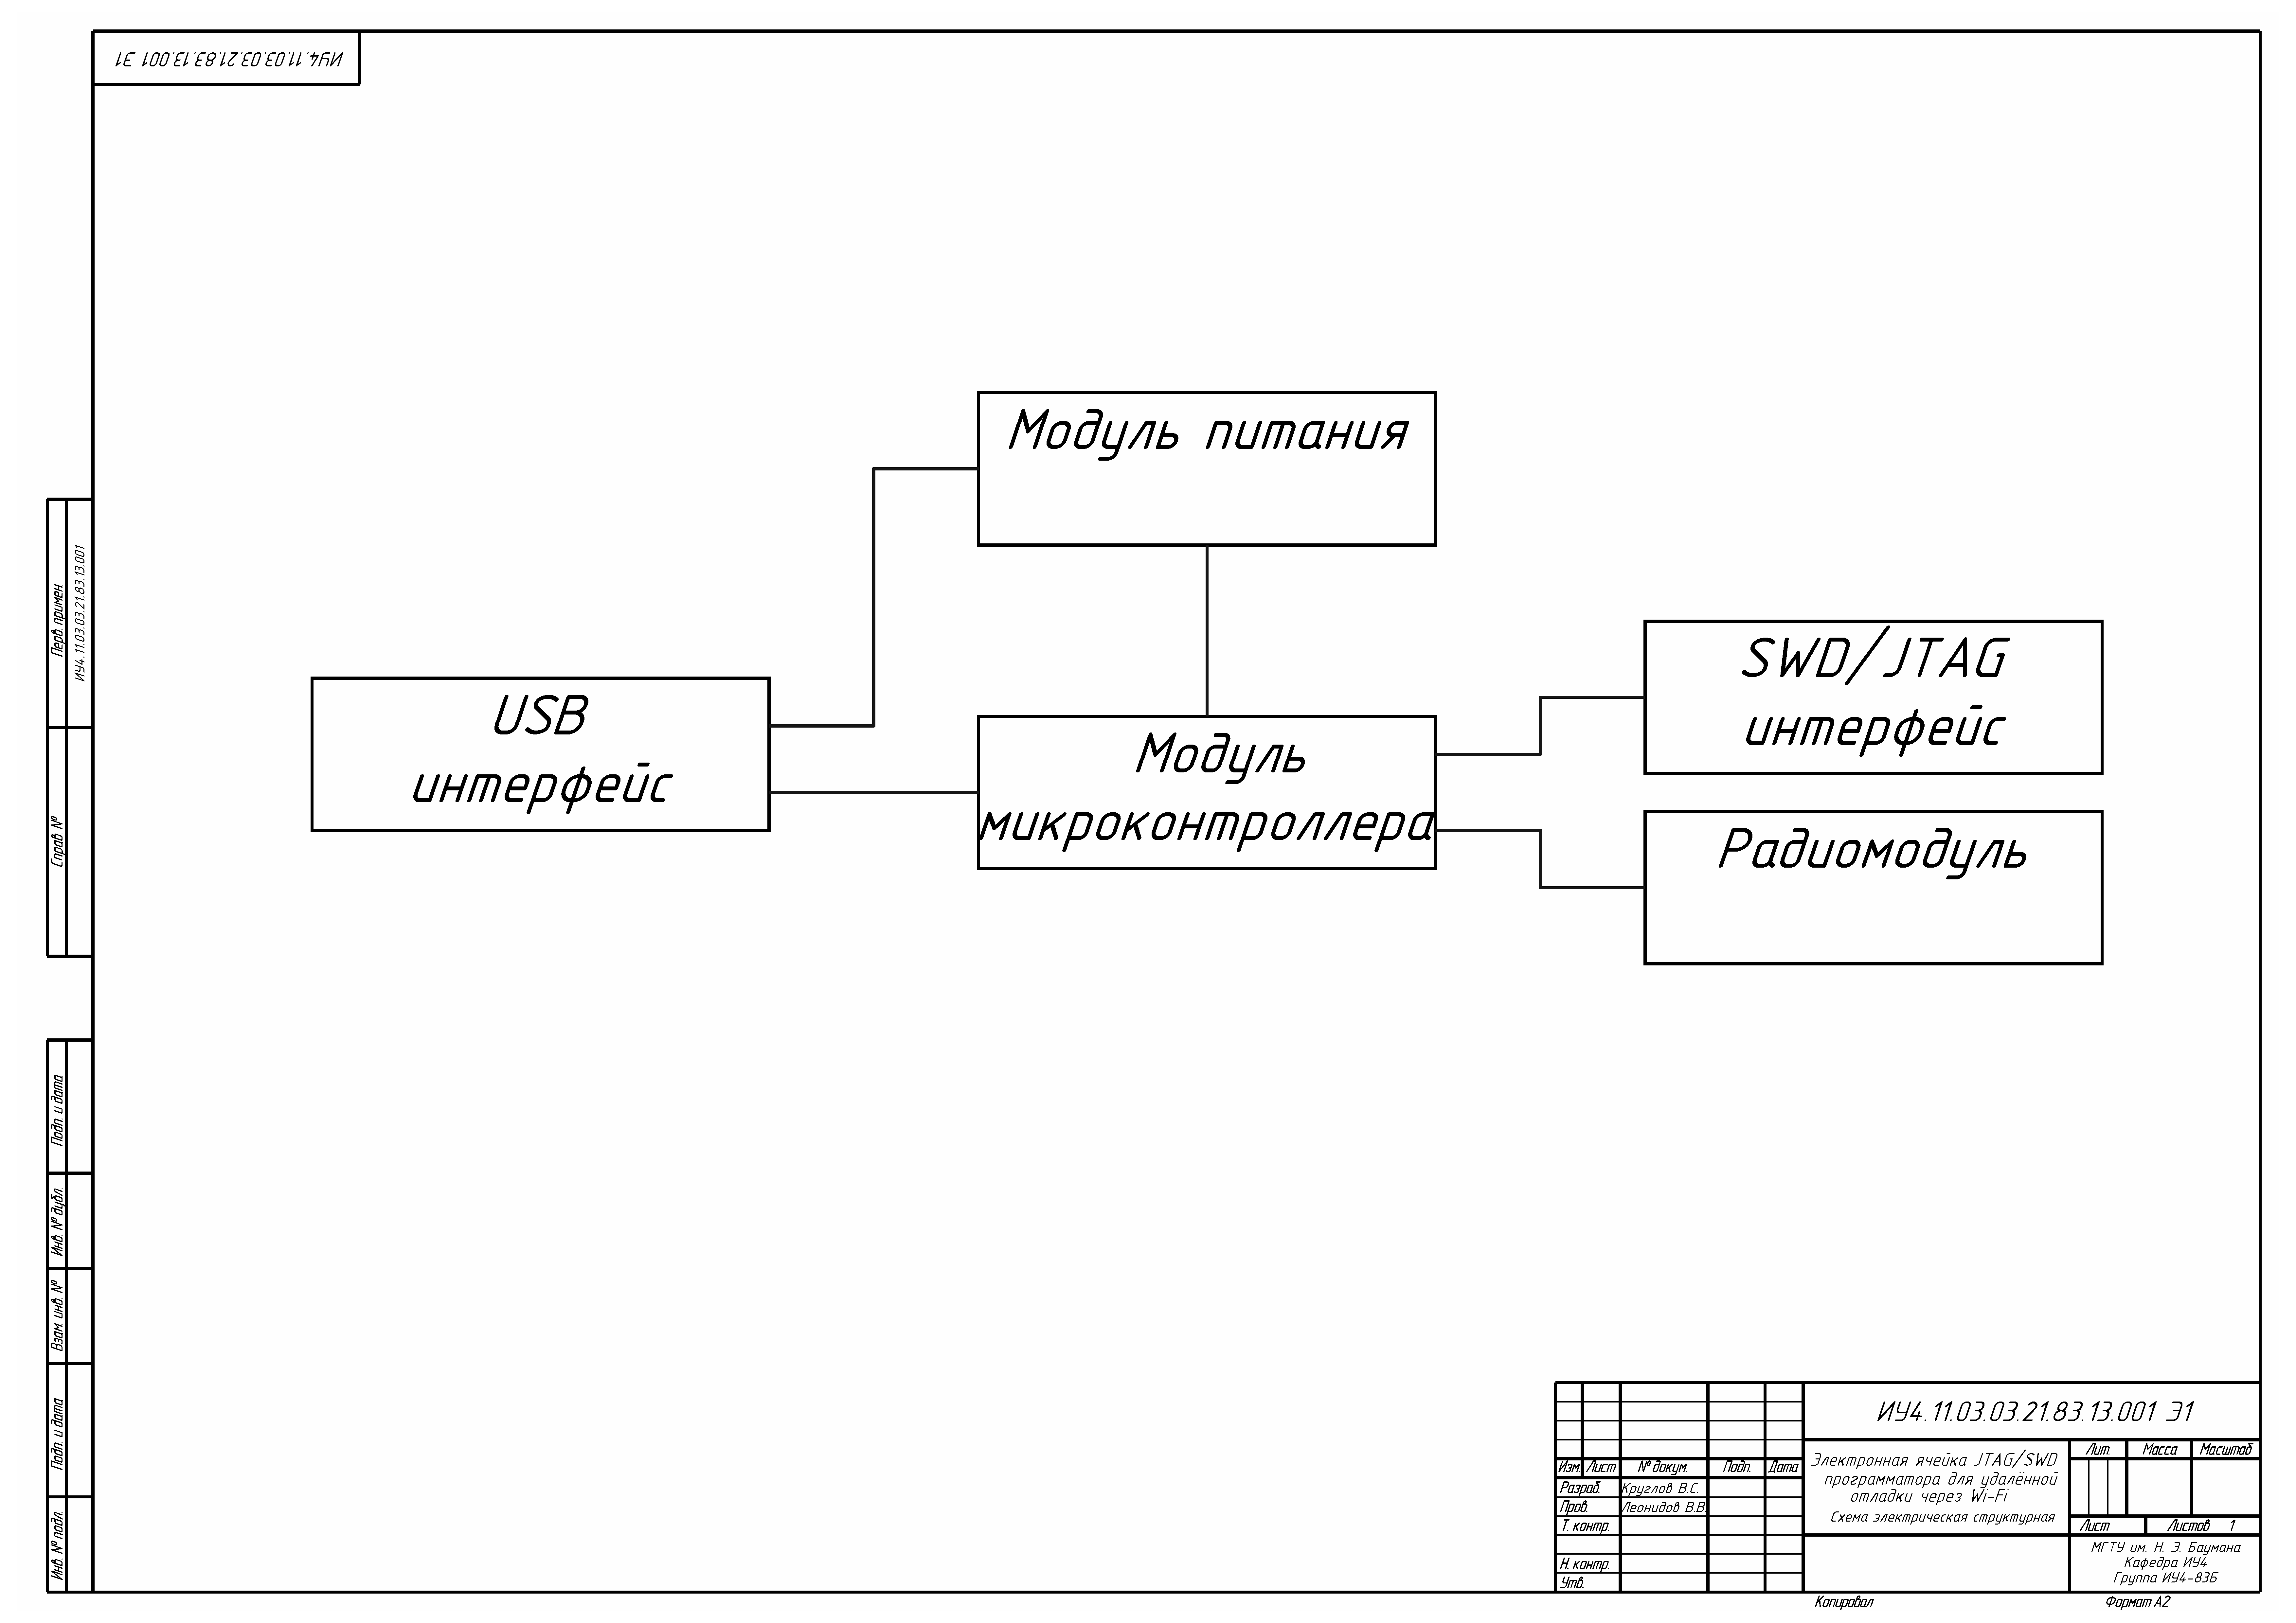 ИУ4.11.03.03.21.83.13.001 Э1
Перв. примен.
ИУ4.11.03.03.21.83.13.001
Справ. №
Подп. и дата
Инв. № дубл.
Взам. инв. №
Подп. и дата
Инв. № подл.
Модуль питания
USB
интерфейс
Модуль
микроконтроллера
SWD/JTAG
интерфейс
Радиомодуль
ИУ4.11.03.03.21.83.13.001 Э1
Изм. Лист № докум. Подп. Дата
Разраб. Круглов В.С.
Пров. Леонидов В.В.
Т. контр.
Н. контр.
Утв.
Электронная ячейка JTAG/SWD
программатора для удалённой
отладки через Wi-Fi
Схема электрическая структурная
Лит. Масса Масштаб
Лист Листов 1
МГТУ им. Н. Э. Баумана
Кафедра ИУ4
Группа ИУ4-83Б
Копировал Формат А2